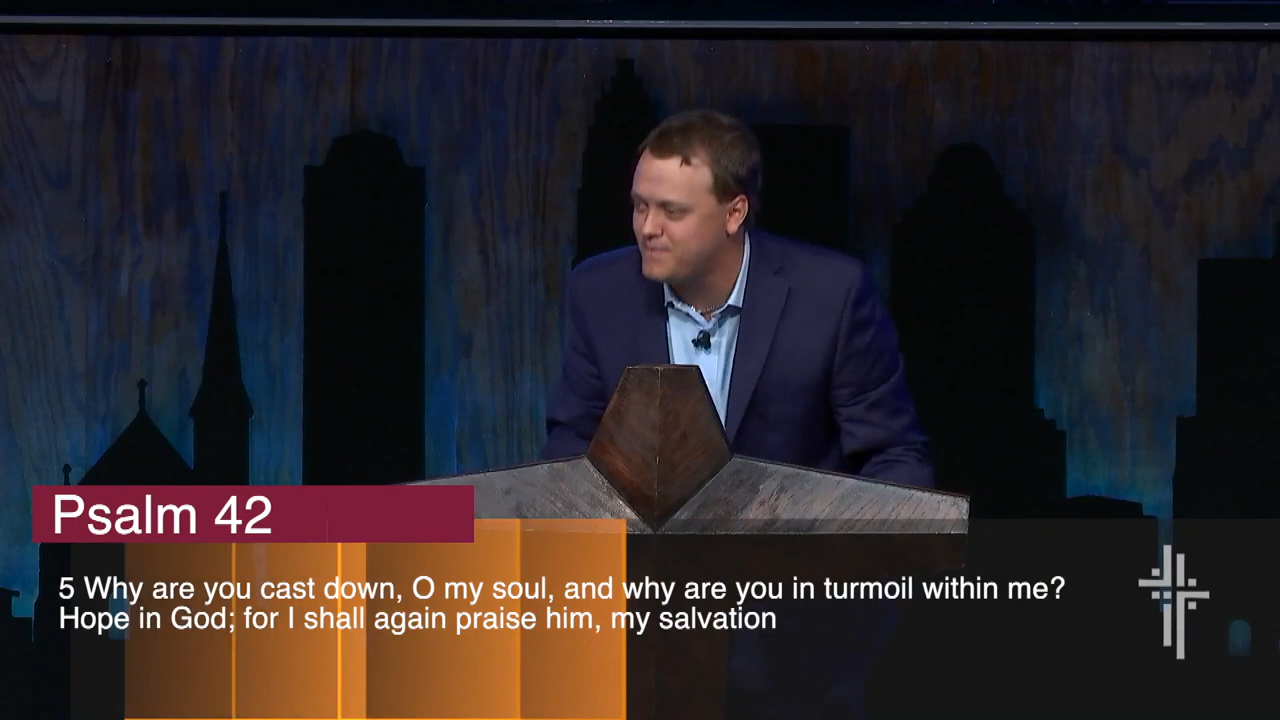 Psalm 42
5 Why are you cast down, O my soul, and why are you in turmoil within me?
Hope in God; for I shall again praise him, my salvation